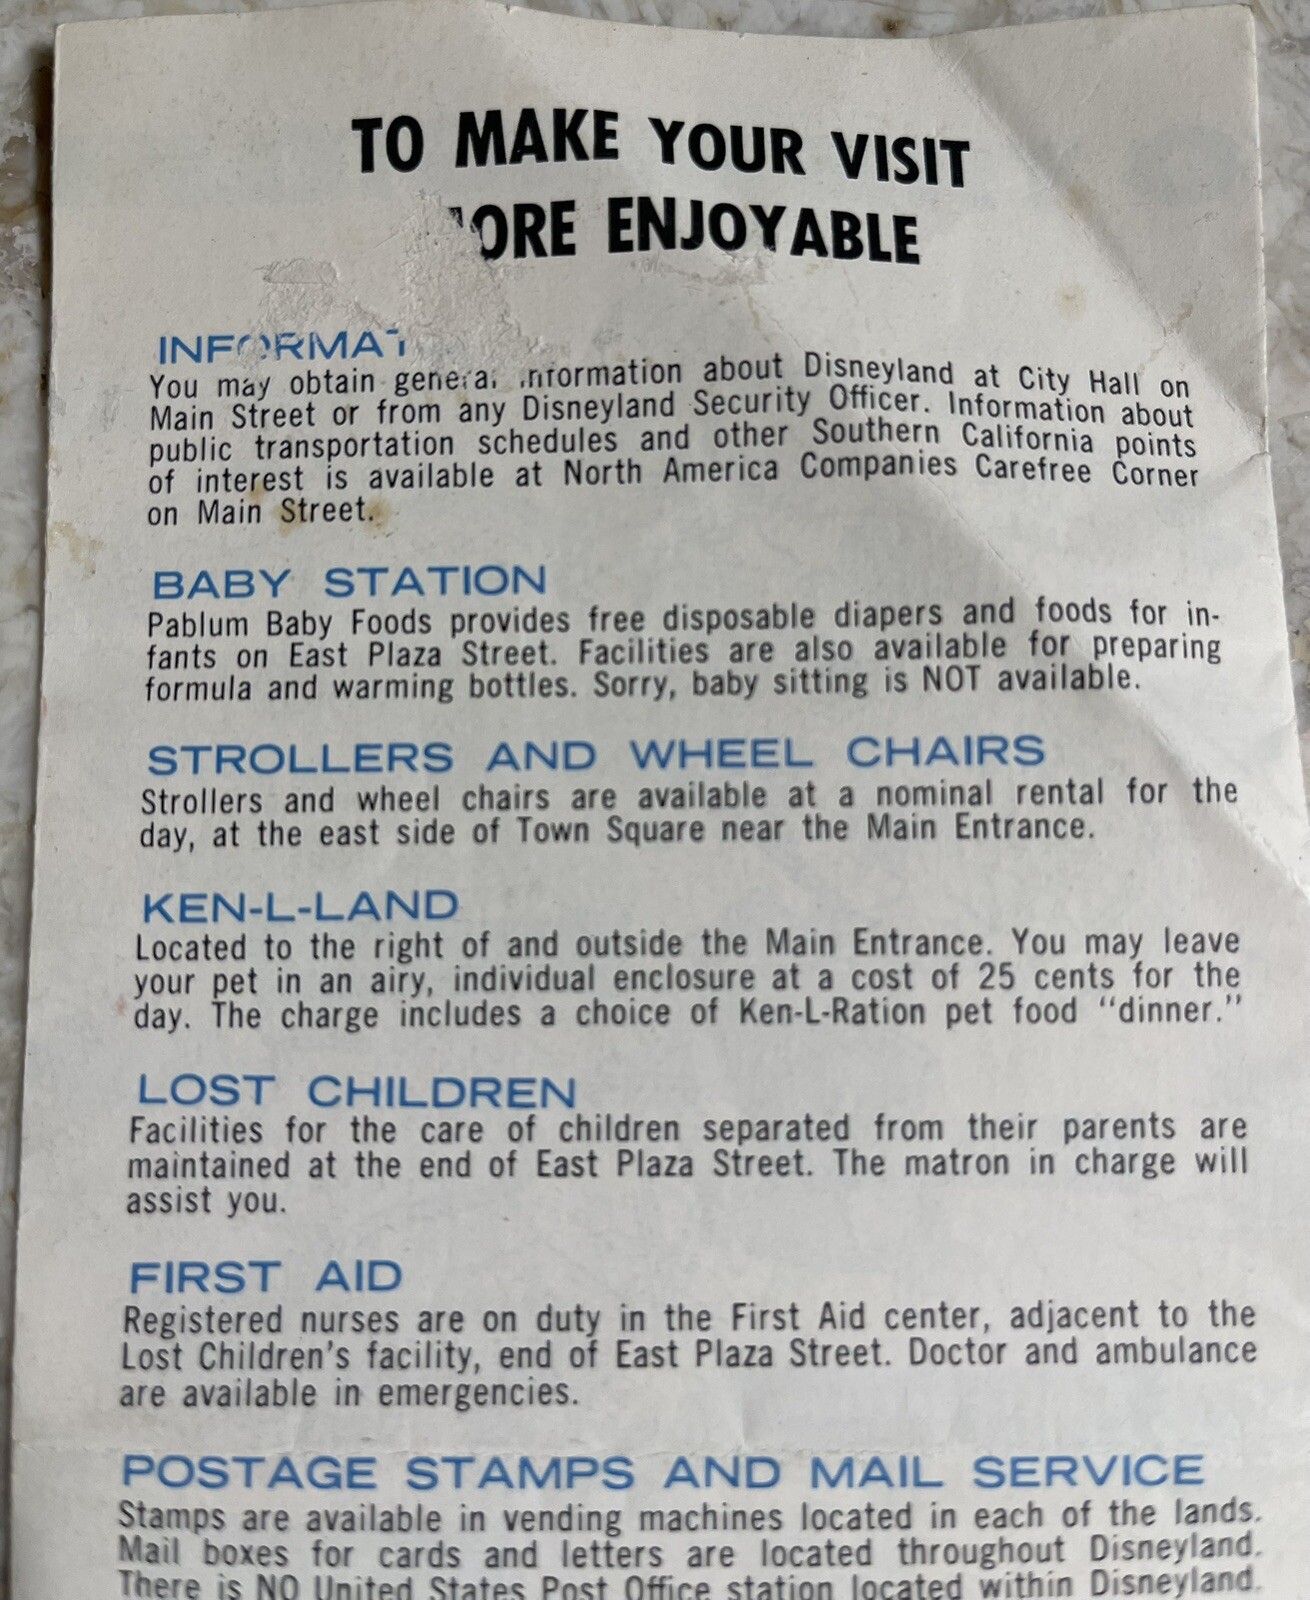 TO MAKE YOUR VISIT
ORE ENJOYABLE
INFORMAT
You may obtain general information about Disneyland at City Hall on
Main Street or from any Disneyland Security Officer. Information about
public transportation schedules and other Southern California points
of interest is available at North America Companies Carefree Corner
on Main Street.
BABY STATION
Pablum Baby Foods provides free disposable diapers and foods for in-
fants on East Plaza Street. Facilities are also available for preparing
formula and warming bottles. Sorry, baby sitting is NOT available.
STROLLERS AND WHEEL CHAIRS
Strollers and wheel chairs are available at a nominal rental for the
day, at the east side of Town Square near the Main Entrance.
KEN-L-LAND
Located to the right of and outside the Main Entrance. You may leave
your pet in an airy, individual enclosure at a cost of 25 cents for the
day. The charge includes a choice of Ken-L-Ration pet food “dinner.”
LOST CHILDREN
Facilities for the care of children separated from their parents are
maintained at the end of East Plaza Street. The matron in charge will
assist you.
FIRST AID
Registered nurses are on duty in the First Aid center, adjacent to the
Lost Children's facility, end of East Plaza Street. Doctor and ambulance
are available in emergencies.
POSTAGE STAMPS AND MAIL SERVICE
Stamps are available in vending machines located in each of the lands.
Mail boxes for cards and letters are located throughout Disneyland.
There is NO United States Post Office station located within Disneyland.